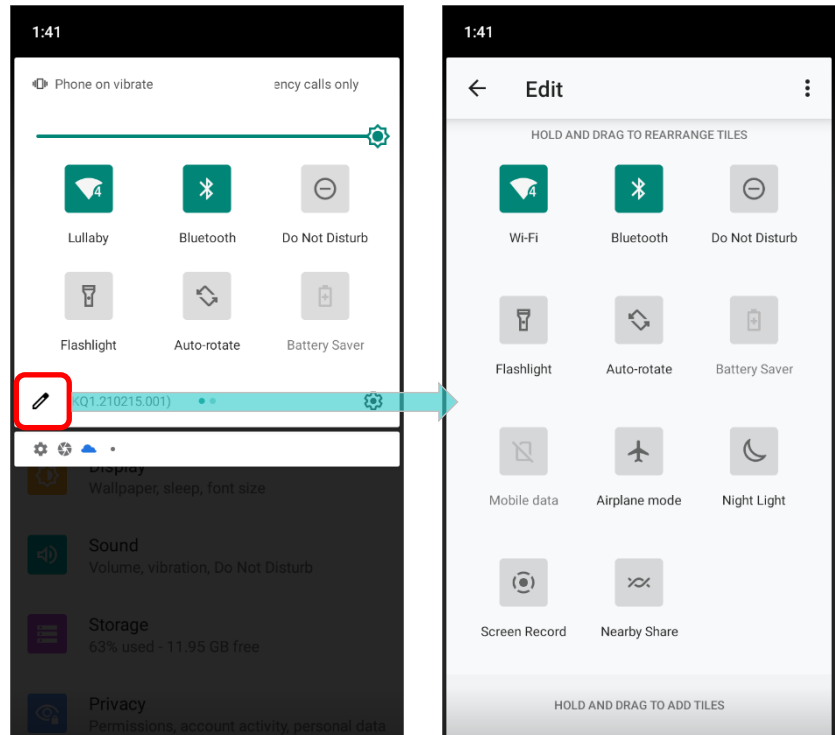 1:41
Phone on vibrate ency calls only
4
Lullaby Bluetooth Do Not Disturb
Flashlight Auto-rotate Battery Saver
KQ1.210215.001)
Display
Wallpaper, sleep, font size
Sound
Volume, vibration, Do Not Disturb
Storage
63% used - 11.95 GB free
Privacy
Permissions, account activity, personal data
1:41
Edit
HOLD AND DRAG TO REARRANGE TILES
4
Wi-Fi Bluetooth Do Not Disturb
Flashlight Auto-rotate Battery Saver
Mobile data Airplane mode Night Light
Screen Record Nearby Share
HOLD AND DRAG TO ADD TILES